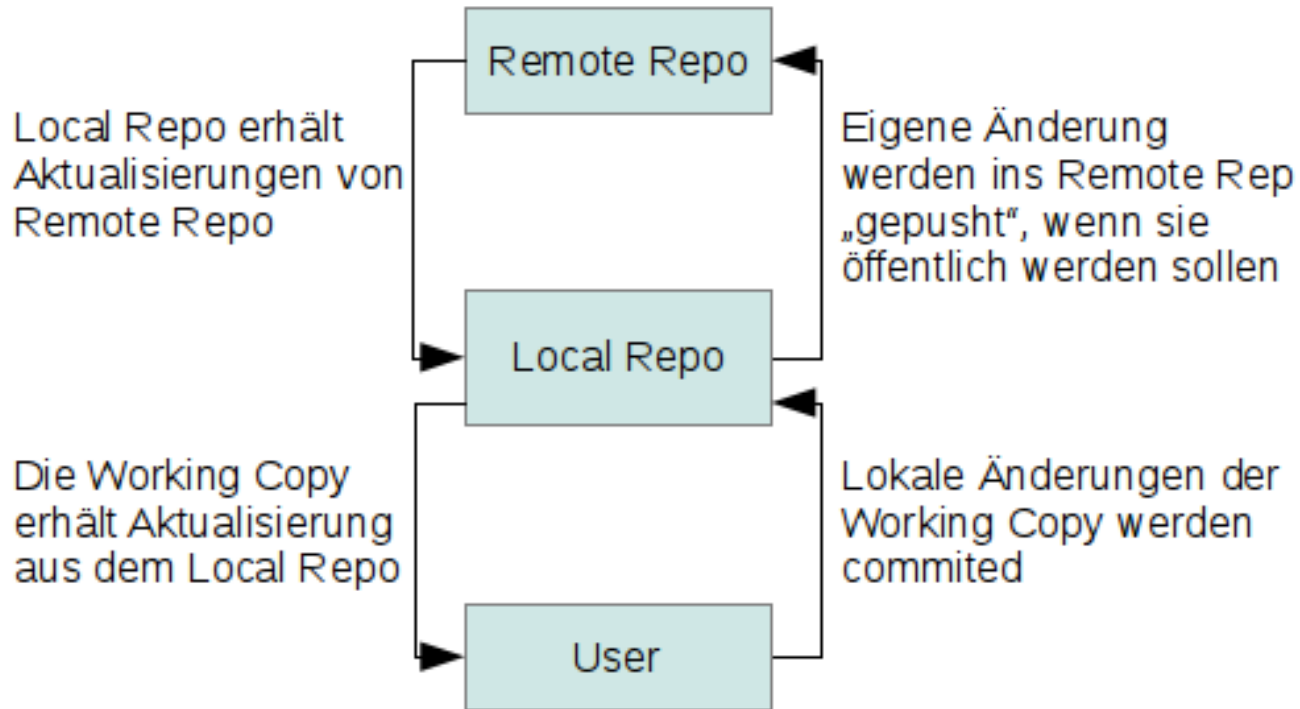 Remote Repo
Local Repo erhält
Aktualisierungen von
Remote Repo
Eigene Änderung
werden ins Remote Rep
„gepusht“, wenn sie
öffentlich werden sollen
Local Repo
Die Working Copy
erhält Aktualisierung
aus dem Local Repo
Lokale Änderungen der
Working Copy werden
commited
User